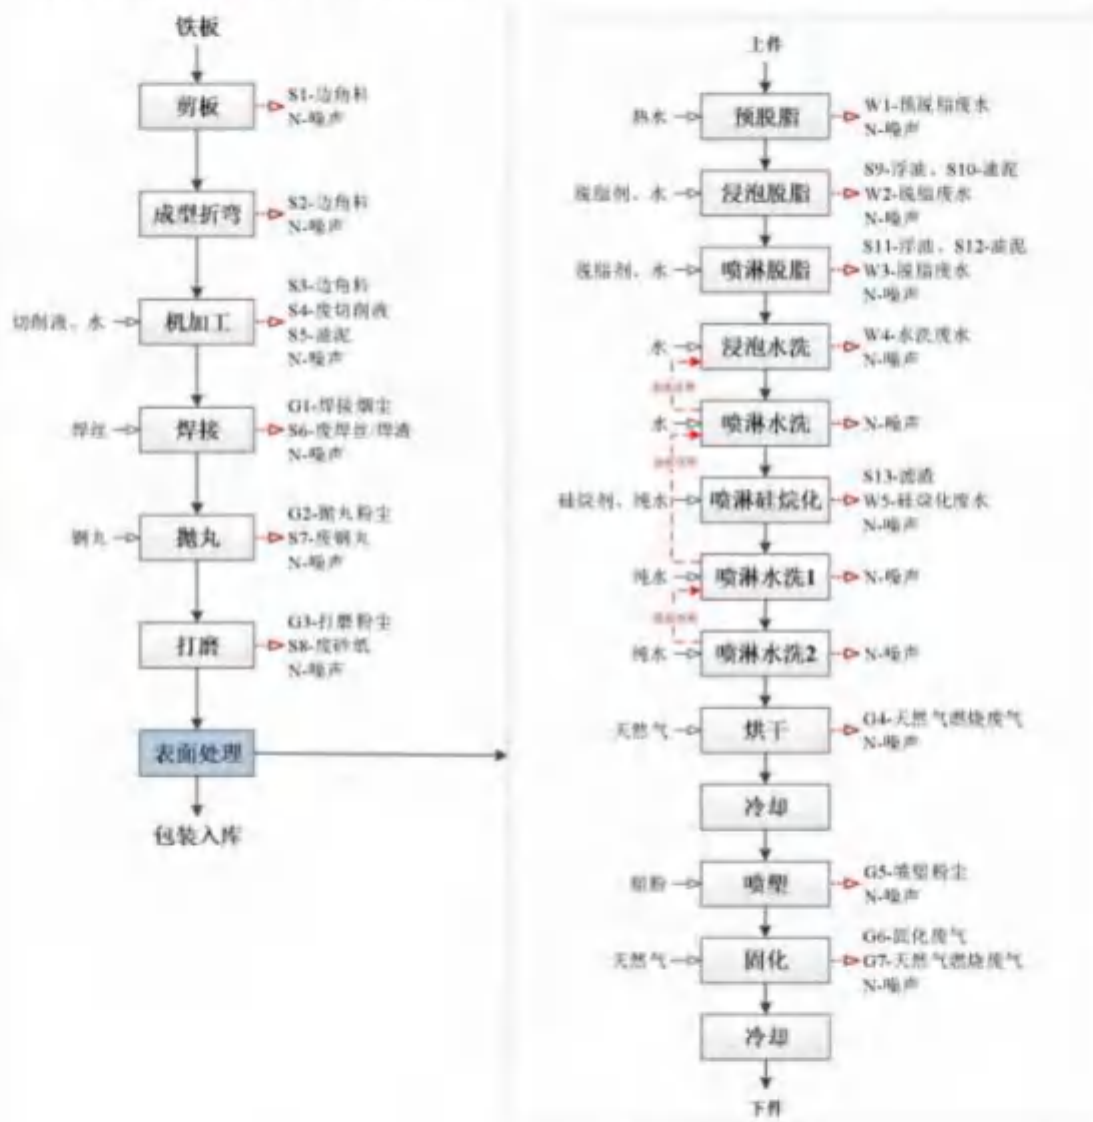 铁板
剪板
S1-边角料
N-噪声
成型折弯
S2-边角料
N-噪声
切削液、水
机加工
S3-边角料
S4-废切削液
S5-油泥
N-噪声
焊丝
焊接
G1-焊接烟尘
S6-废焊丝/焊渣
N-噪声
钢丸
抛丸
G2-抛丸粉尘
S7-废钢丸
N-噪声
打磨
G3-打磨粉尘
S8-废砂纸
N-噪声
表面处理
包装入库
上件
热水
预脱脂
W1-预脱脂废水
N-噪声
脱脂剂、水
浸泡脱脂
S9-浮油、S10-油泥
W2-脱脂废水
N-噪声
脱脂剂、水
喷淋脱脂
S11-浮油、S12-油泥
W3-脱脂废水
N-噪声
水
浸泡水洗
W4-水洗废水
N-噪声
水
喷淋水洗
N-噪声
硅烷剂、纯水
喷淋硅烷化
S13-滤渣
W5-硅烷化废水
N-噪声
纯水
喷淋水洗1
N-噪声
纯水
喷淋水洗2
N-噪声
天然气
烘干
G4-天然气燃烧废气
N-噪声
冷却
塑粉
喷塑
G5-喷塑粉尘
N-噪声
天然气
固化
G6-固化废气
G7-天然气燃烧废气
N-噪声
冷却
下件